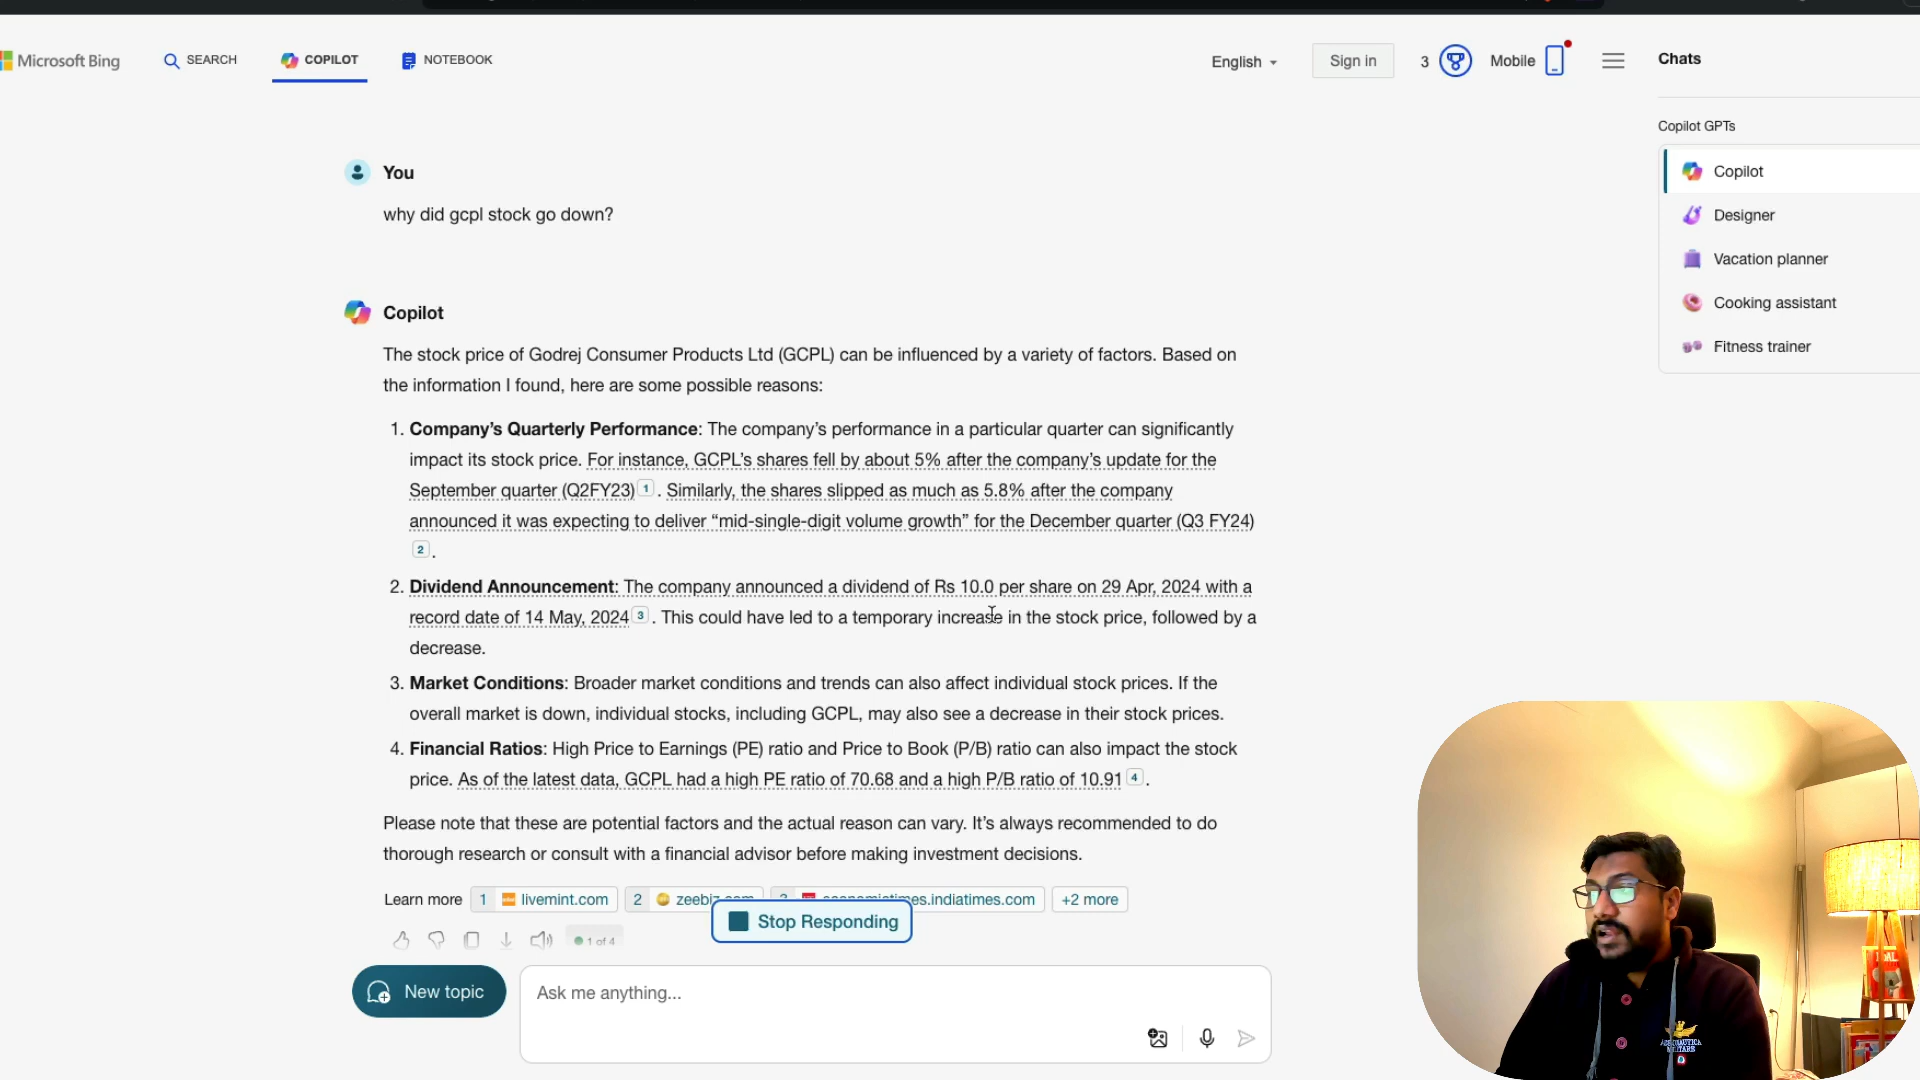 Microsoft Bing
SEARCH
COPILOT
NOTEBOOK
English
Sign in
3
Mobile
Chats
Copilot GPTs
Copilot
Designer
Vacation planner
Cooking assistant
Fitness trainer
You
why did gcpl stock go down?
Copilot
The stock price of Godrej Consumer Products Ltd (GCPL) can be influenced by a variety of factors. Based on
the information I found, here are some possible reasons:
1. Company’s Quarterly Performance: The company’s performance in a particular quarter can significantly
impact its stock price. For instance, GCPL’s shares fell by about 5% after the company’s update for the
September quarter (Q2FY23) 1 . Similarly, the shares slipped as much as 5.8% after the company
announced it was expecting to deliver “mid-single-digit volume growth” for the December quarter (Q3 FY24)
2 .
2. Dividend Announcement: The company announced a dividend of Rs 10.0 per share on 29 Apr, 2024 with a
record date of 14 May, 2024 3 . This could have led to a temporary increase in the stock price, followed by a
decrease.
3. Market Conditions: Broader market conditions and trends can also affect individual stock prices. If the
overall market is down, individual stocks, including GCPL, may also see a decrease in their stock prices.
4. Financial Ratios: High Price to Earnings (PE) ratio and Price to Book (P/B) ratio can also impact the stock
price. As of the latest data, GCPL had a high PE ratio of 70.68 and a high P/B ratio of 10.91 4 .
Please note that these are potential factors and the actual reason can vary. It’s always recommended to do
thorough research or consult with a financial advisor before making investment decisions.
Learn more 1 livemint.com 2 zeebiz.com 3 economictimes.indiatimes.com +2 more
Stop Responding
1 of 4
New topic
Ask me anything...